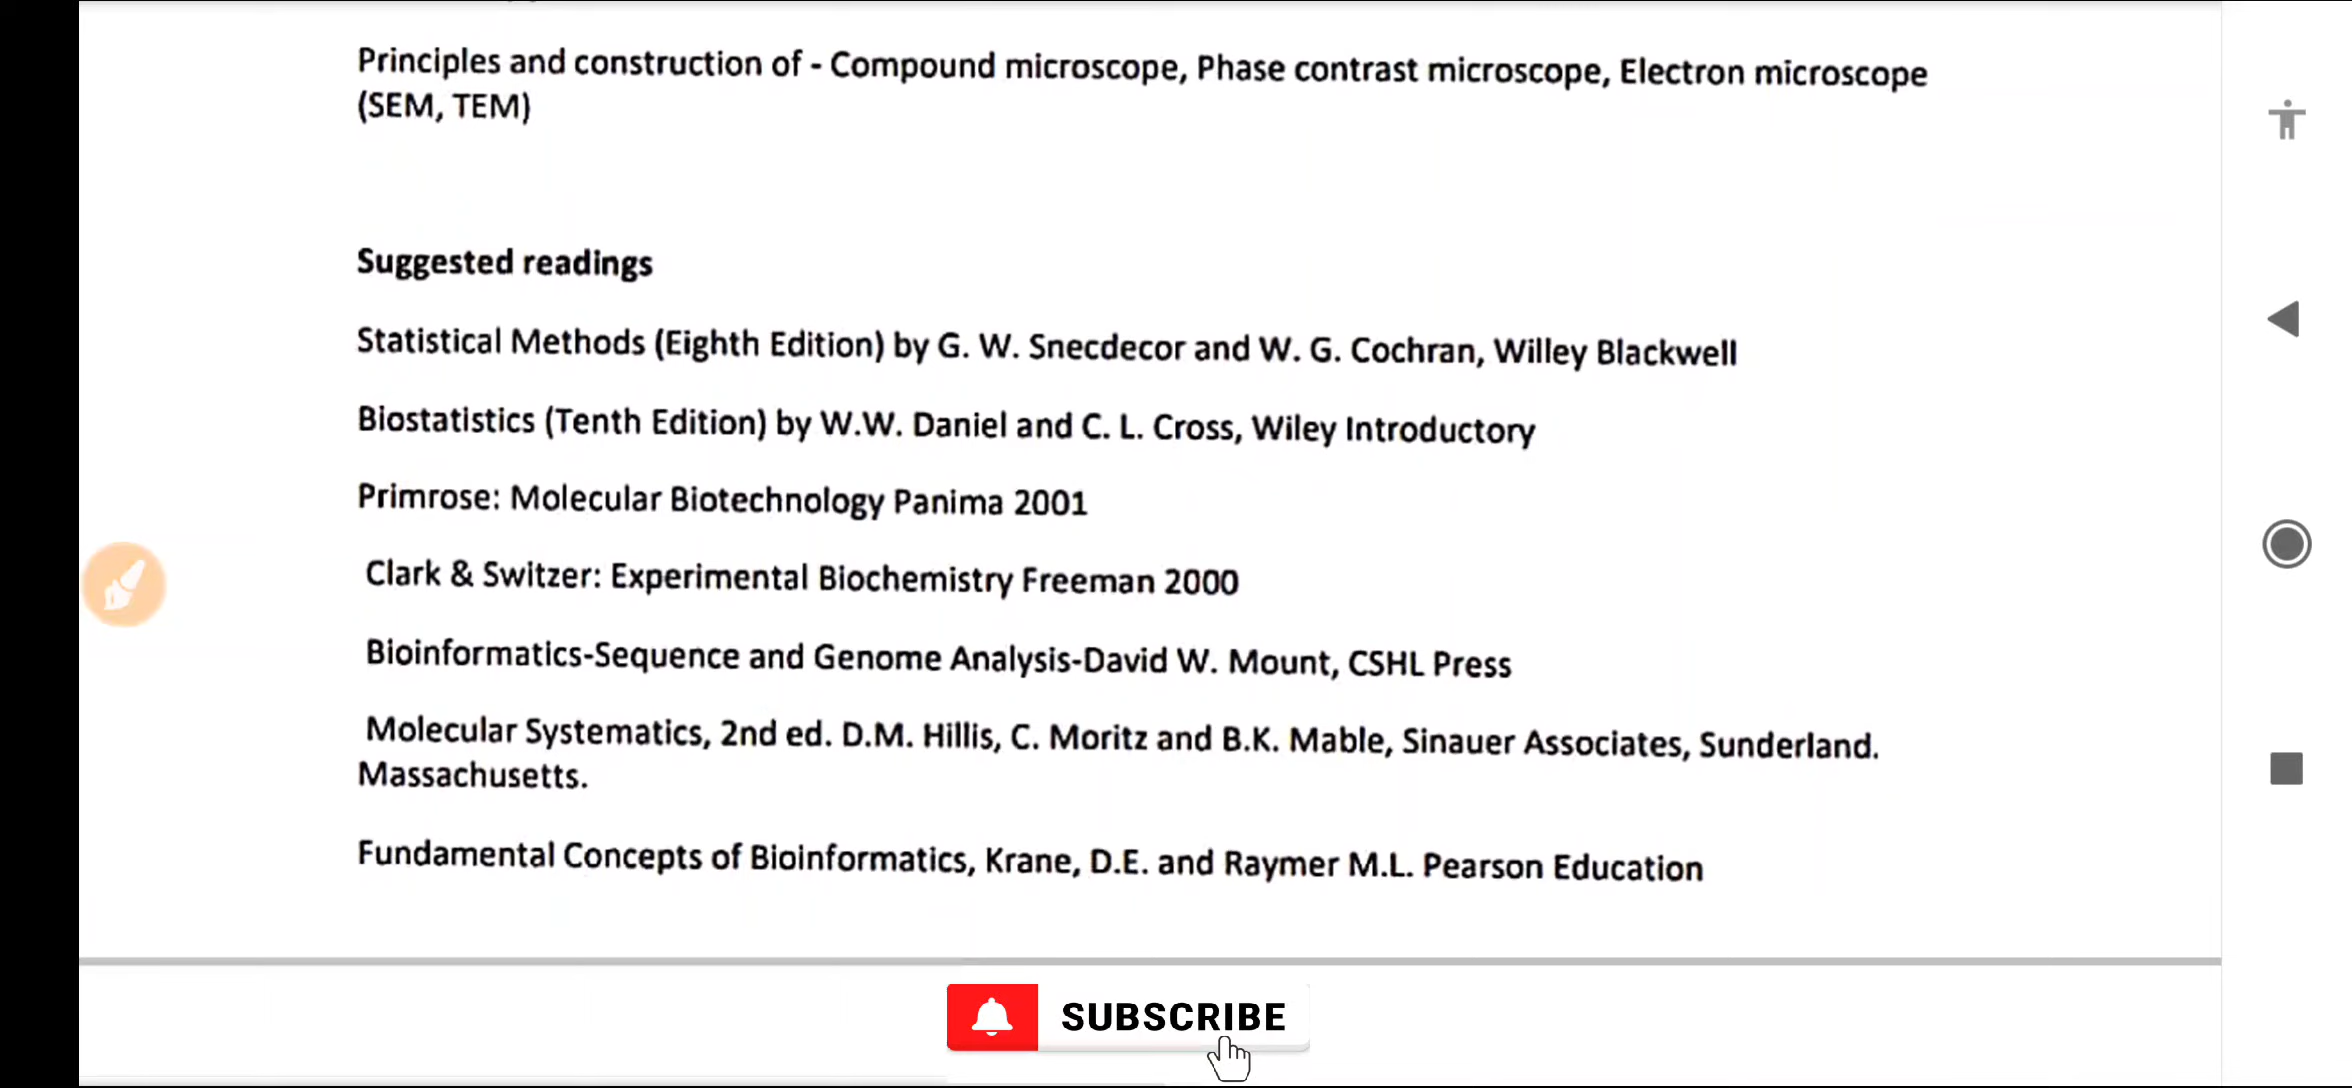 Principles and construction of - Compound microscope, Phase contrast microscope, Electron microscope
(SEM, TEM)
Suggested readings
Statistical Methods (Eighth Edition) by G. W. Snecdecor and W. G. Cochran, Willey Blackwell
Biostatistics (Tenth Edition) by W.W. Daniel and C. L. Cross, Wiley Introductory
Primrose: Molecular Biotechnology Panima 2001
Clark & Switzer: Experimental Biochemistry Freeman 2000
Bioinformatics-Sequence and Genome Analysis-David W. Mount, CSHL Press
Molecular Systematics, 2nd ed. D.M. Hillis, C. Moritz and B.K. Mable, Sinauer Associates, Sunderland.
Massachusetts.
Fundamental Concepts of Bioinformatics, Krane, D.E. and Raymer M.L. Pearson Education
SUBSCRIBE